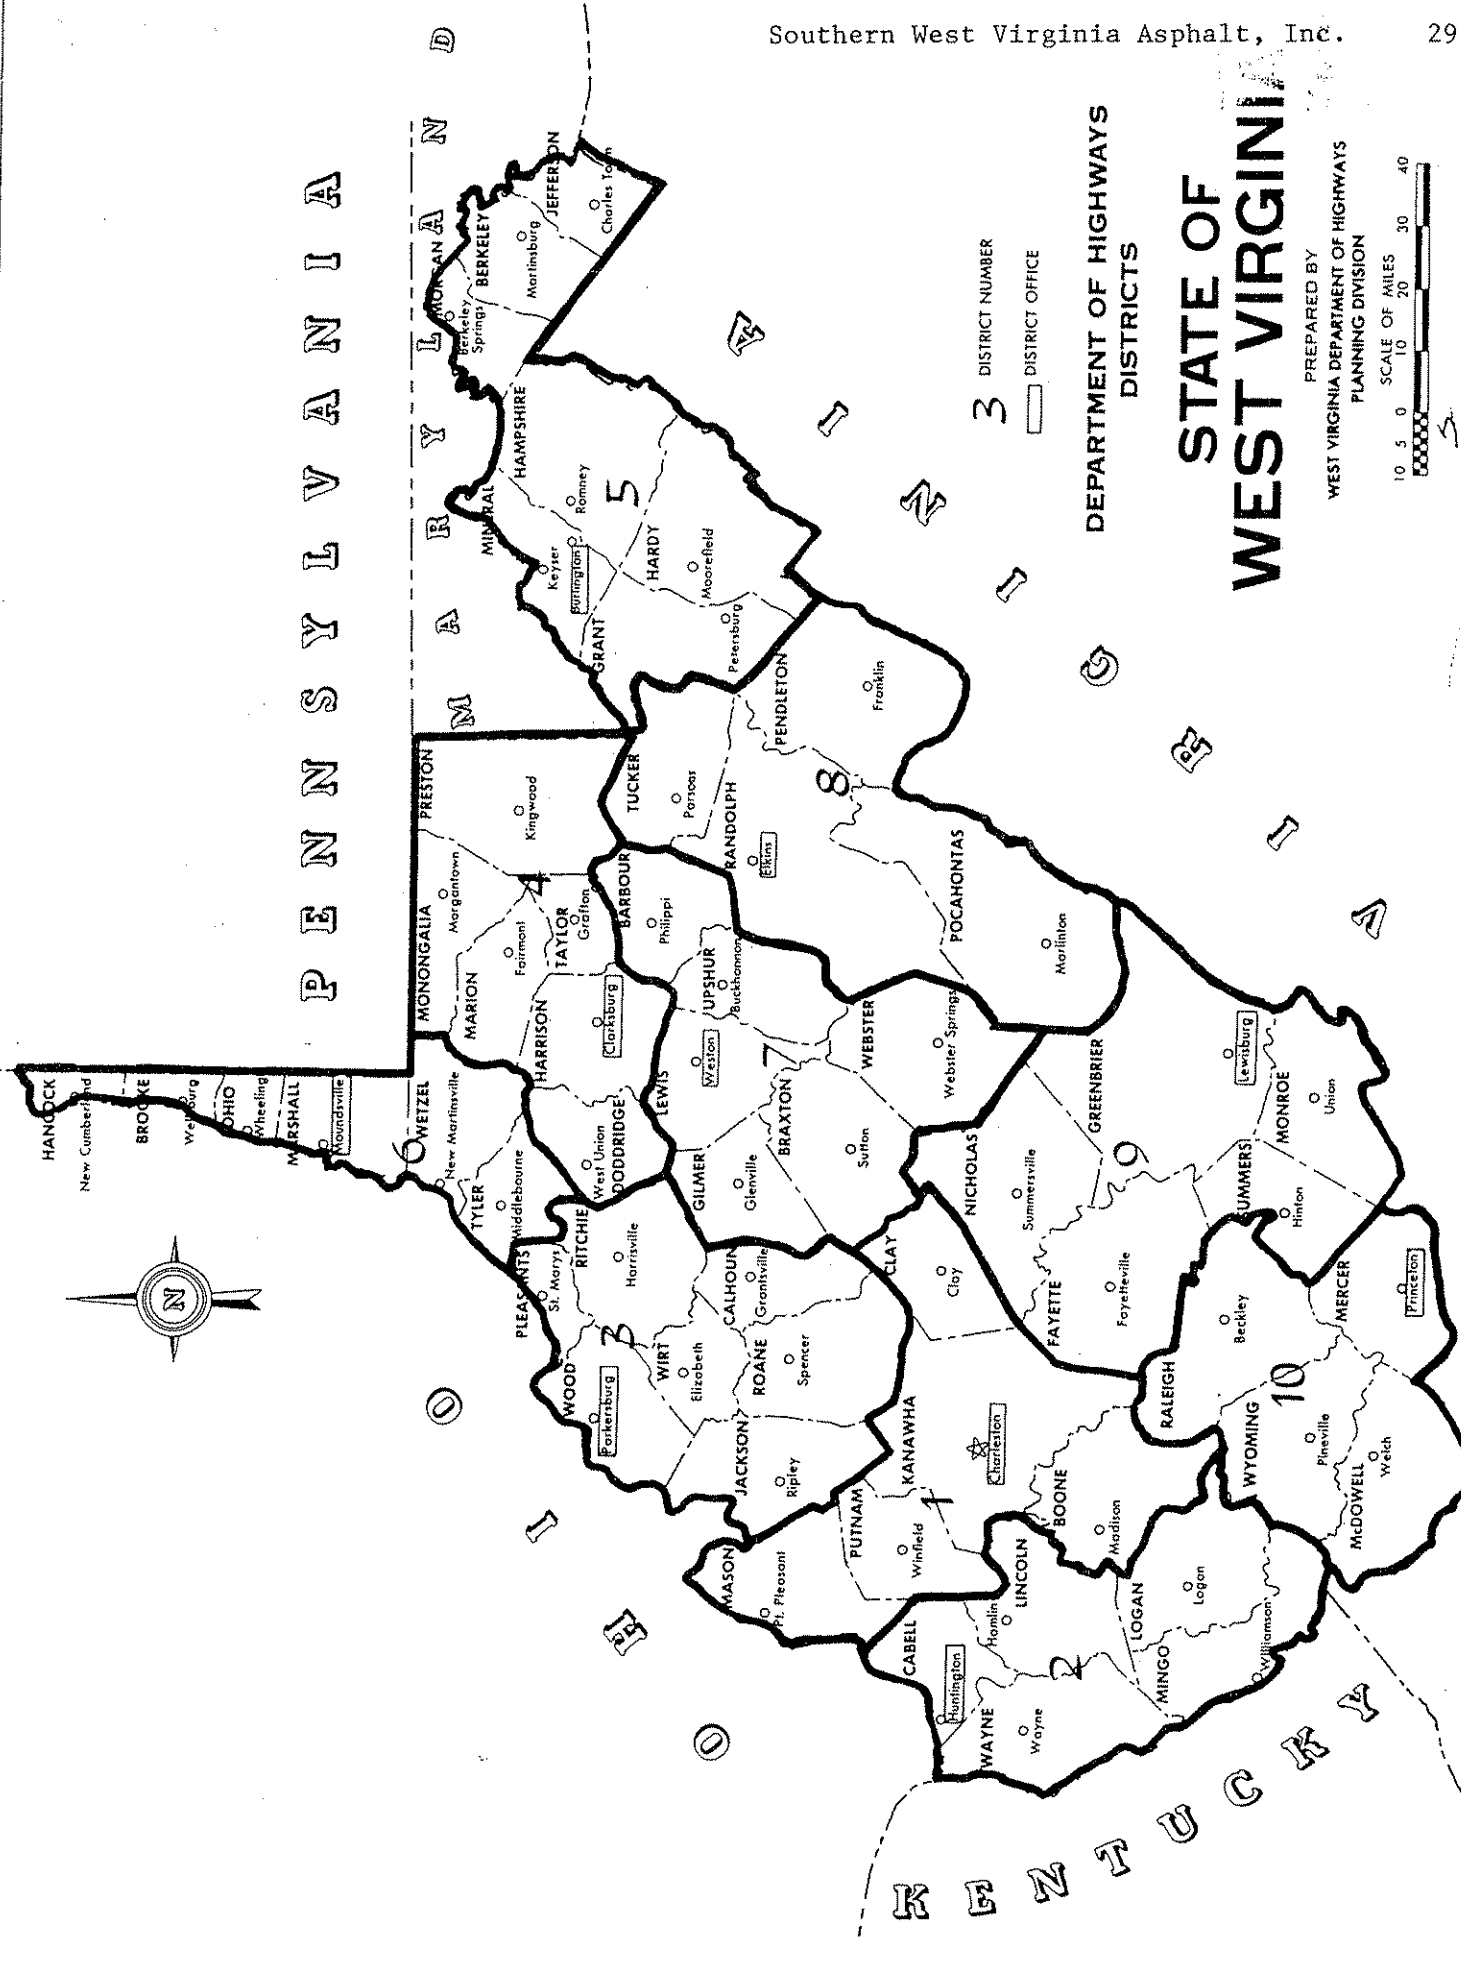 Southern West Virginia Asphalt, Inc. 29
PENNSYLVANIA
MARYLAND
OHIO
KENTUCKY
VIRGINIA
N
HANCOCK
New Cumberland
BROOKE
OHIO
Wheeling
MARSHALL
Moundsville
6
WETZEL
New Martinsville
TYLER
Middlebourne
MONONGALIA
Morgantown
PRESTON
Kingwood
MARION
Fairmont
4
TAYLOR
Grafton
HARRISON
Clarksburg
DODDRIDGE
West Union
PLEASANTS
St. Marys
RITCHIE
Harrisville
WOOD
Parkersburg
3
WIRT
Elizabeth
CALHOUN
Grantsville
ROANE
Spencer
JACKSON
Ripley
MASON
Pt. Pleasant
PUTNAM
Winfield
1
KANAWHA
Charleston
CLAY
Clay
BOONE
Madison
CABELL
Huntington
LINCOLN
Hamlin
WAYNE
Wayne
2
LOGAN
Logan
MINGO
Williamson
BARBOUR
Philippi
UPSHUR
Buckhannon
LEWIS
Weston
7
GILMER
Glenville
BRAXTON
Sutton
WEBSTER
Webster Springs
TUCKER
Parsons
RANDOLPH
Elkins
8
PENDLETON
Franklin
POCAHONTAS
Marlinton
NICHOLAS
Summersville
GREENBRIER
Lewisburg
9
FAYETTE
Fayetteville
SUMMERS
Hinton
MONROE
Union
RALEIGH
Beckley
10
MERCER
Princeton
WYOMING
Pineville
McDOWELL
Welch
MORGAN
Berkeley
Springs
BERKELEY
Martinsburg
JEFFERSON
Charles Town
HAMPSHIRE
Romney
MINERAL
Keyser
Burlington
5
GRANT
Petersburg
HARDY
Moorefield
3 DISTRICT NUMBER
DISTRICT OFFICE
DEPARTMENT OF HIGHWAYS
DISTRICTS
STATE OF
WEST VIRGINIA
PREPARED BY
WEST VIRGINIA DEPARTMENT OF HIGHWAYS
PLANNING DIVISION
SCALE OF MILES
10 5 0 10 20 30 40